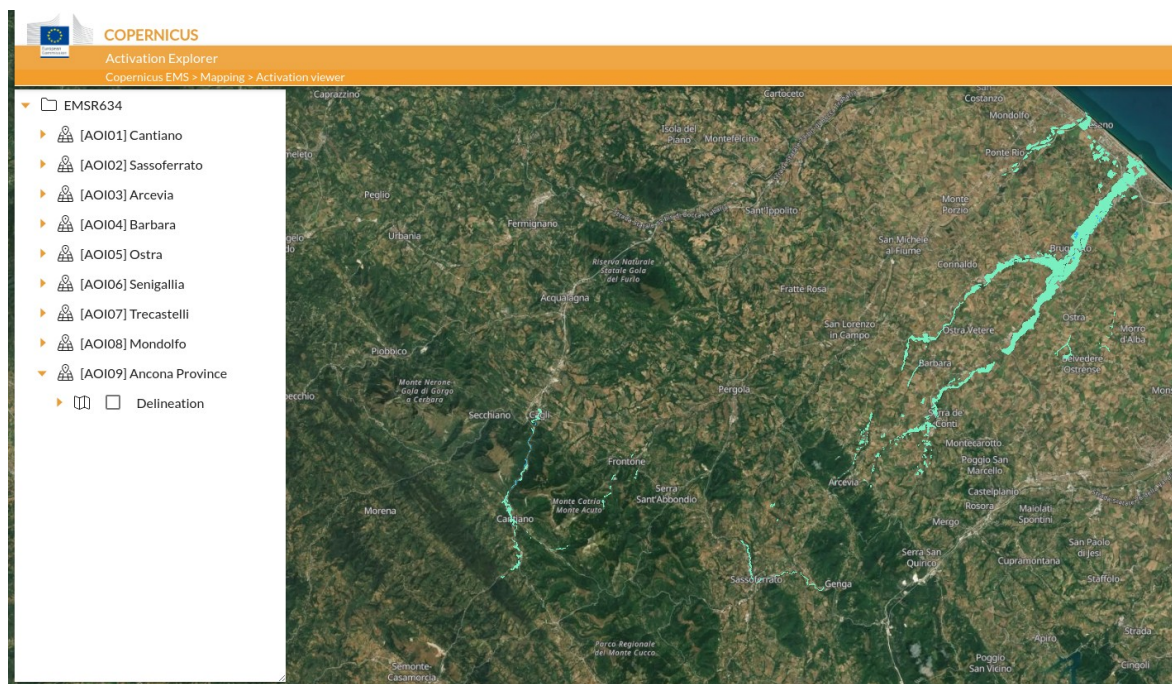 COPERNICUS
Activation Explorer
Copernicus EMS > Mapping > Activation viewer
European
Commission
EMSR634
[AOI01] Cantiano
[AOI02] Sassoferrato
[AOI03] Arcevia
[AOI04] Barbara
[AOI05] Ostra
[AOI06] Senigallia
[AOI07] Trecastelli
[AOI08] Mondolfo
[AOI09] Ancona Province
Delineation
Caprazzino
Cartoceto
Costanzo
Mondolfo
Isola del
Piano
Montefelcino
Ponte Rio
Peglio
Monte
Porzio
Sant'Ippolito
Fermignano
Urbania
San Michele
al Fiume
Corinaldo
Riserva Naturale
Statale Gola
del Furlo
Fratte Rosa
Acqualagna
Ostra
San Lorenzo
in Campo
Ostra Vetere
Morro
d'Alba
Piobbico
Barbara
Belvedere
Ostrense
Monte Nerone -
Gola di Gorgo
a Cerbara
Pergola
Secchiano
Cagli
Serra de'
Conti
Montecarotto
Frontone
Poggio San
Marcello
Arcevia
Serra
Sant'Abbondio
Castelplanio
Monte Catria
Monte Acuto
Rosora
Maiolati
Spontini
Morena
Cantiano
Mergo
San Paolo
di Jesi
Serra San
Quirico
Cupramontana
Sassoferrato
Genga
Staffolo
Strada
Apiro
Parco Regionale
del Monte Cucco
Poggio
San Vicino
Cingoli
Semonte-
Casamorcia